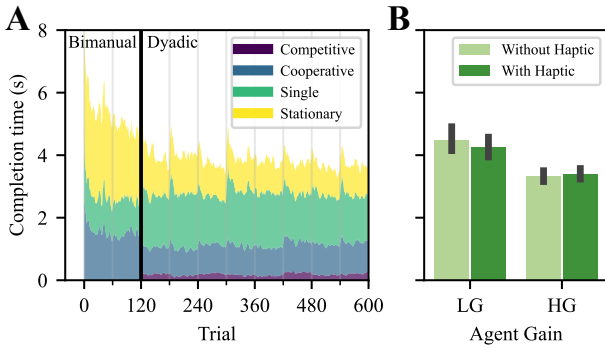 A
B
Bimanual
Dyadic
Competitive
Cooperative
Single
Stationary
Completion time (s)
8
6
4
2
0
0
120
240
360
480
600
Trial
Without Haptic
With Haptic
LG
HG
Agent Gain